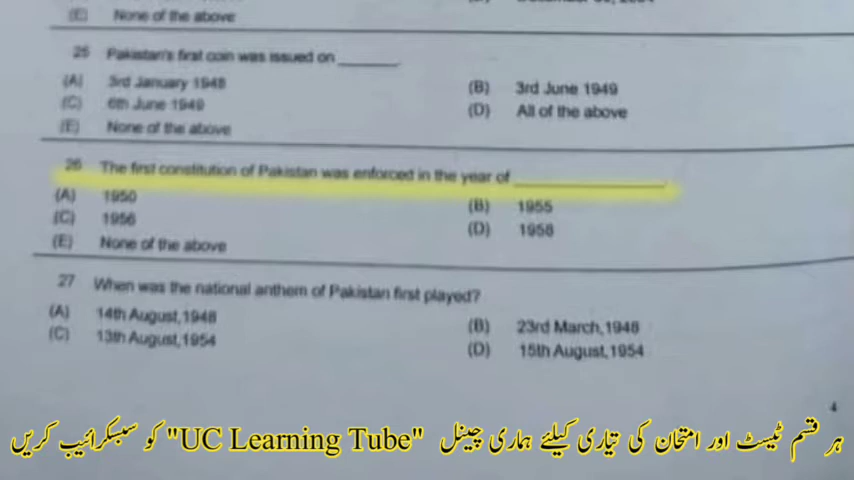 (E) None of the above
25 Pakistan's first coin was issued on ______
(A) 3rd January 1948 (B) 3rd June 1949
(C) 6th June 1949 (D) All of the above
(E) None of the above
26 The first constitution of Pakistan was enforced in the year of ______
(A) 1950 (B) 1955
(C) 1956 (D) 1958
(E) None of the above
27 When was the national anthem of Pakistan first played?
(A) 14th August,1948 (B) 23rd March,1948
(C) 13th August,1954 (D) 15th August,1954
4
ہر قسم ٹیسٹ اور امتحان کی تیاری کیلئے ہماری چینل "UC Learning Tube" کو سبسکرائیب کریں